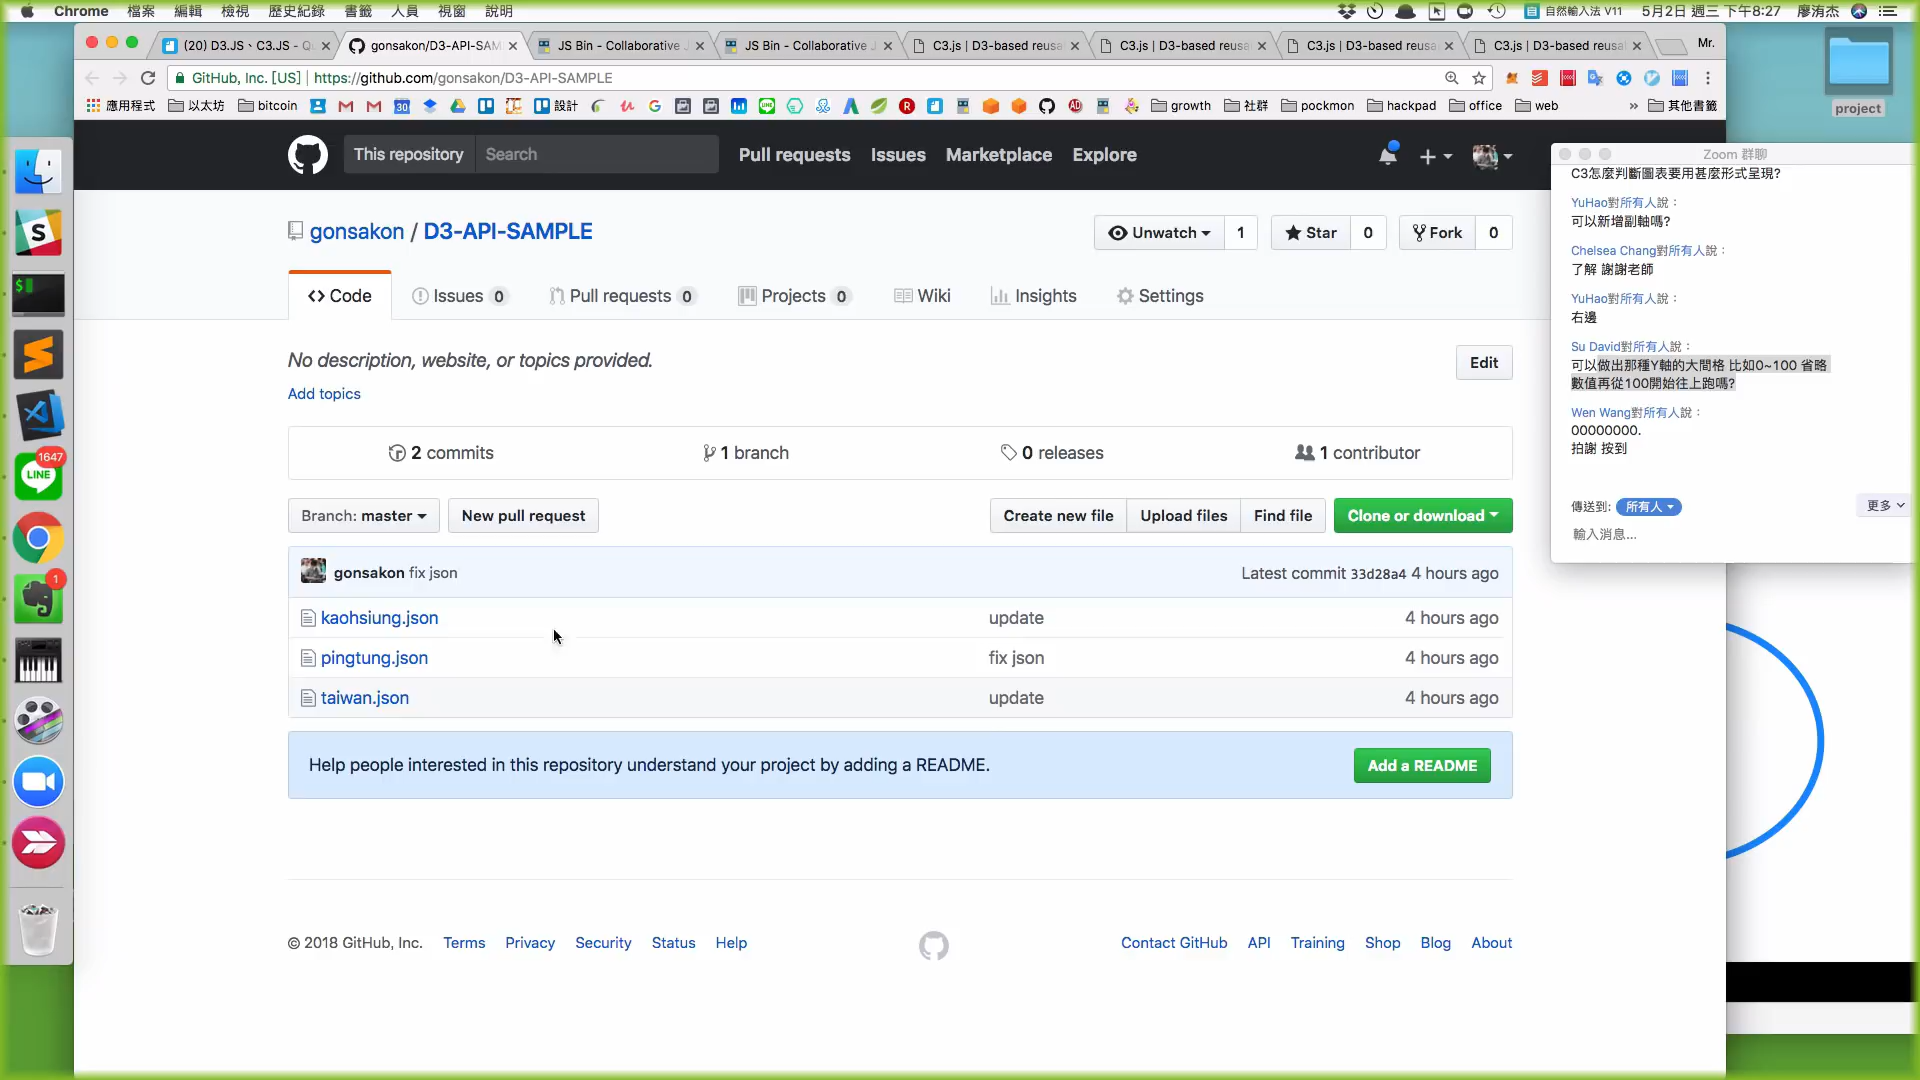 Chrome 檔案 編輯 檢視 歷史紀錄 書籤 人員 視窗 說明 自然輸入法 V11 5月2日 週三 下午8:27 廖洧杰
(20) D3.JS、C3.JS - Q gonsakon/D3-API-SAM JS Bin - Collaborative JS Bin - Collaborative C3.js | D3-based reusa C3.js | D3-based reusa C3.js | D3-based reusa C3.js | D3-based reusa Mr.
GitHub, Inc. [US] | https://github.com/gonsakon/D3-API-SAMPLE
應用程式 以太坊 bitcoin 設計 growth 社群 pockmon hackpad office web » 其他書籤
project
This repository Search Pull requests Issues Marketplace Explore
gonsakon / D3-API-SAMPLE
Unwatch 1 Star 0 Fork 0
Code Issues 0 Pull requests 0 Projects 0 Wiki Insights Settings
No description, website, or topics provided.
Edit
Add topics
2 commits 1 branch 0 releases 1 contributor
Branch: master New pull request Create new file Upload files Find file Clone or download
gonsakon fix json Latest commit 33d28a4 4 hours ago
kaohsiung.json update 4 hours ago
pingtung.json fix json 4 hours ago
taiwan.json update 4 hours ago
Help people interested in this repository understand your project by adding a README.
Add a README
© 2018 GitHub, Inc. Terms Privacy Security Status Help
Contact GitHub API Training Shop Blog About
Zoom 群聊
C3怎麼判斷圖表要用甚麼形式呈現?
YuHao對所有人說：
可以新增副軸嗎?
Chelsea Chang對所有人說：
了解 謝謝老師
YuHao對所有人說：
右邊
Su David對所有人說：
可以做出那種Y軸的大間格 比如0~100 省略
數值再從100開始往上跑嗎?
Wen Wang對所有人說：
00000000.
拍謝 按到
傳送到: 所有人 更多
輸入消息...
S
$
1647
LINE
1
30